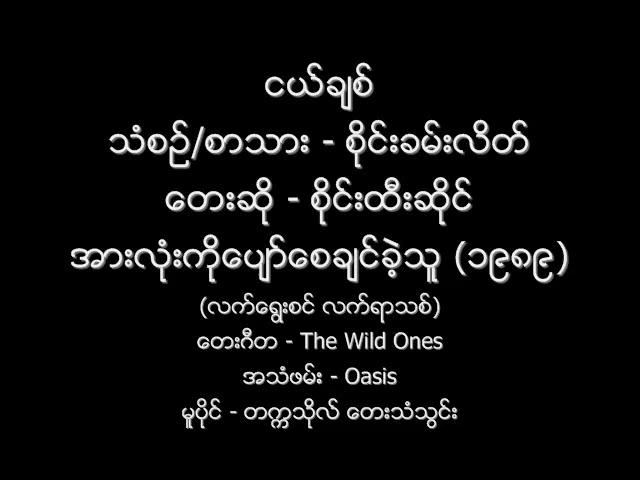 ငယ်ချစ်
သံစဉ်/စာသား - စိုင်းခမ်းလိတ်
တေးဆို - စိုင်းထီးဆိုင်
အားလုံးကိုပျော်စေချင်ခဲ့သူ (၁၉၈၉)
(လက်ရွေးစင် လက်ရာသစ်)
တေးဂီတ - The Wild Ones
အသံဖမ်း - Oasis
မူပိုင် - တက္ကသိုလ် တေးသံသွင်း